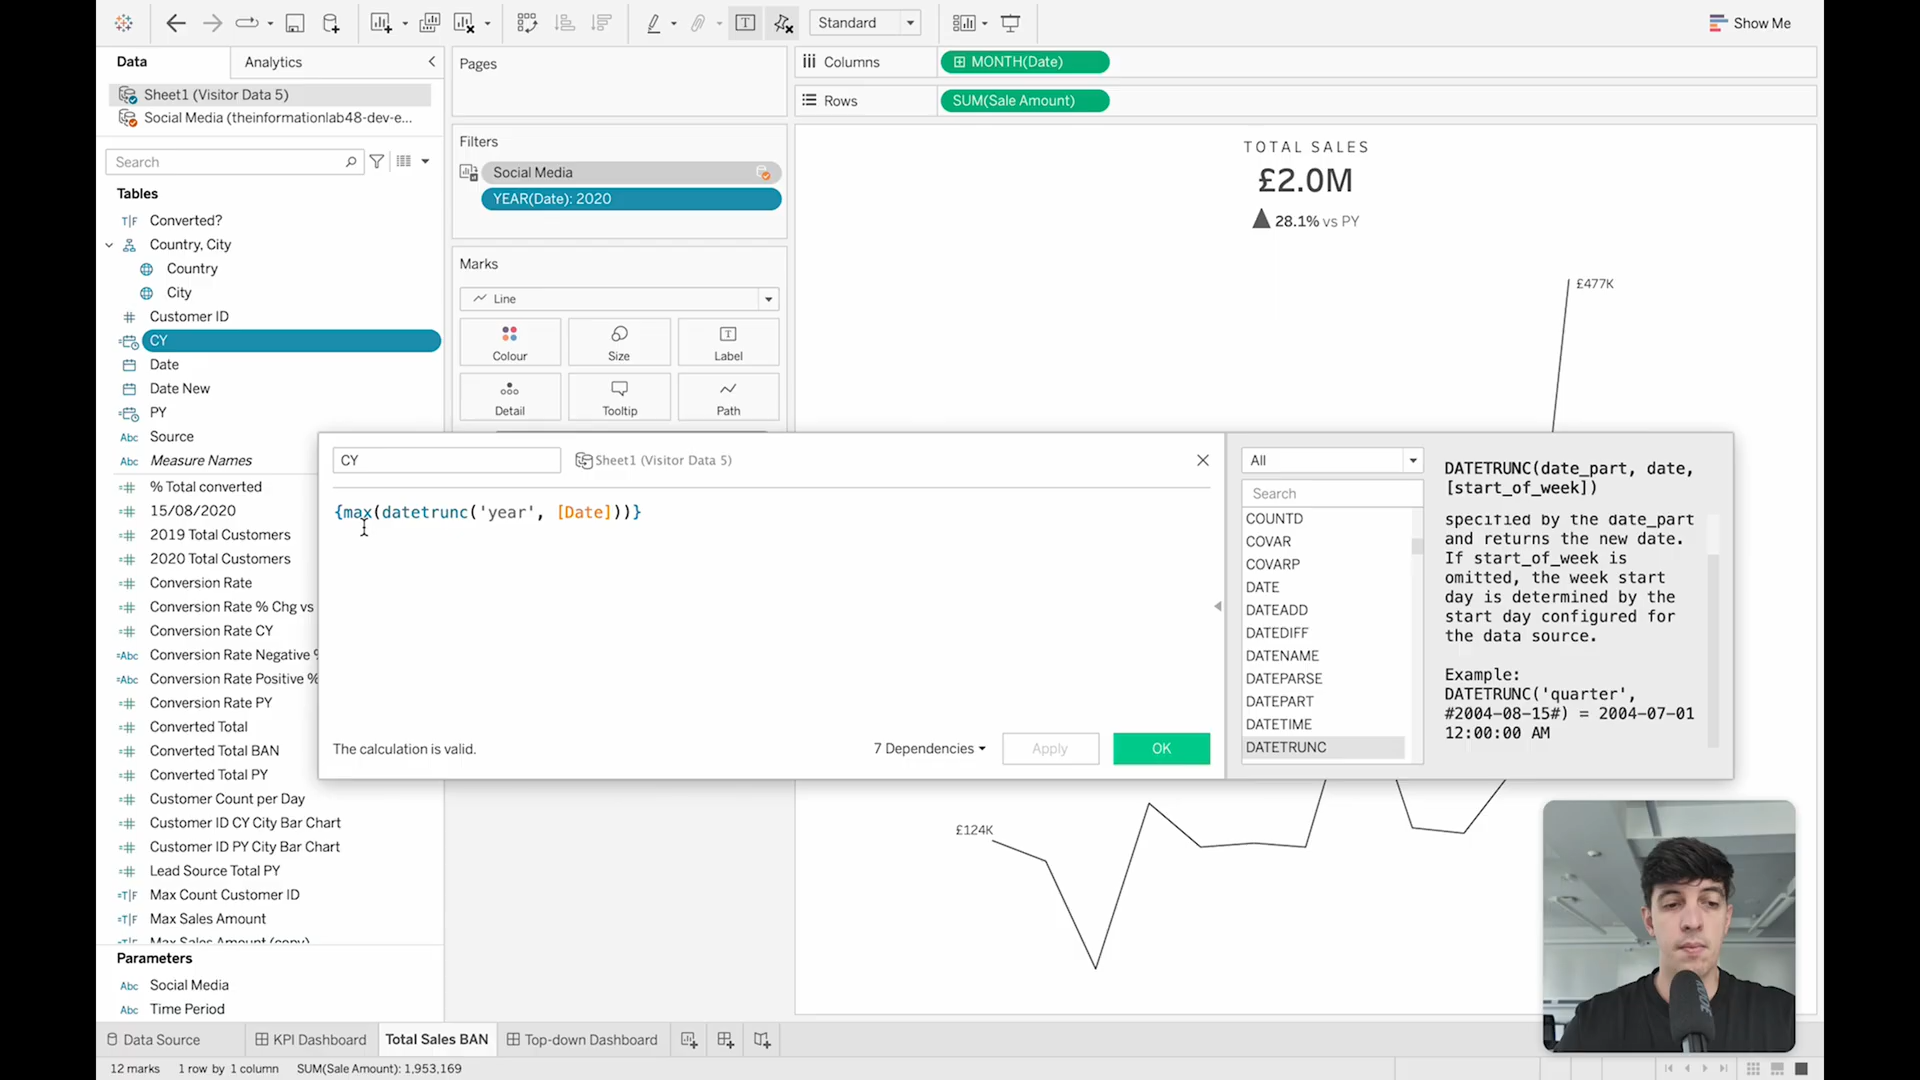 Standard
Show Me
Data
Analytics
Pages
Columns
MONTH(Date)
Rows
SUM(Sale Amount)
Sheet1 (Visitor Data 5)
Social Media (theinformationlab48-dev-e...
Search
Tables
Converted?
Country, City
Country
City
Customer ID
CY
Date
Date New
PY
Source
Measure Names
% Total converted
15/08/2020
2019 Total Customers
2020 Total Customers
Conversion Rate
Conversion Rate % Chg vs
Conversion Rate CY
Conversion Rate Negative %
Conversion Rate Positive %
Conversion Rate PY
Converted Total
Converted Total BAN
Converted Total PY
Customer Count per Day
Customer ID CY City Bar Chart
Customer ID PY City Bar Chart
Lead Source Total PY
Max Count Customer ID
Max Sales Amount
Max Sales Amount (copy)
Parameters
Social Media
Time Period
Filters
Social Media
YEAR(Date): 2020
Marks
Line
Colour
Size
Label
Detail
Tooltip
Path
TOTAL SALES
£2.0M
28.1% vs PY
£477K
£124K
CY
Sheet1 (Visitor Data 5)
{max(datetrunc('year', [Date]))}
The calculation is valid.
7 Dependencies
Apply
OK
All
Search
COUNTD
COVAR
COVARP
DATE
DATEADD
DATEDIFF
DATENAME
DATEPARSE
DATEPART
DATETIME
DATETRUNC
DATETRUNC(date_part, date,
[start_of_week])
specified by the date_part
and returns the new date.
If start_of_week is
omitted, the week start
day is determined by the
start day configured for
the data source.
Example:
DATETRUNC('quarter',
#2004-08-15#) = 2004-07-01
12:00:00 AM
Data Source
KPI Dashboard
Total Sales BAN
Top-down Dashboard
12 marks
1 row by 1 column
SUM(Sale Amount): 1,953,169